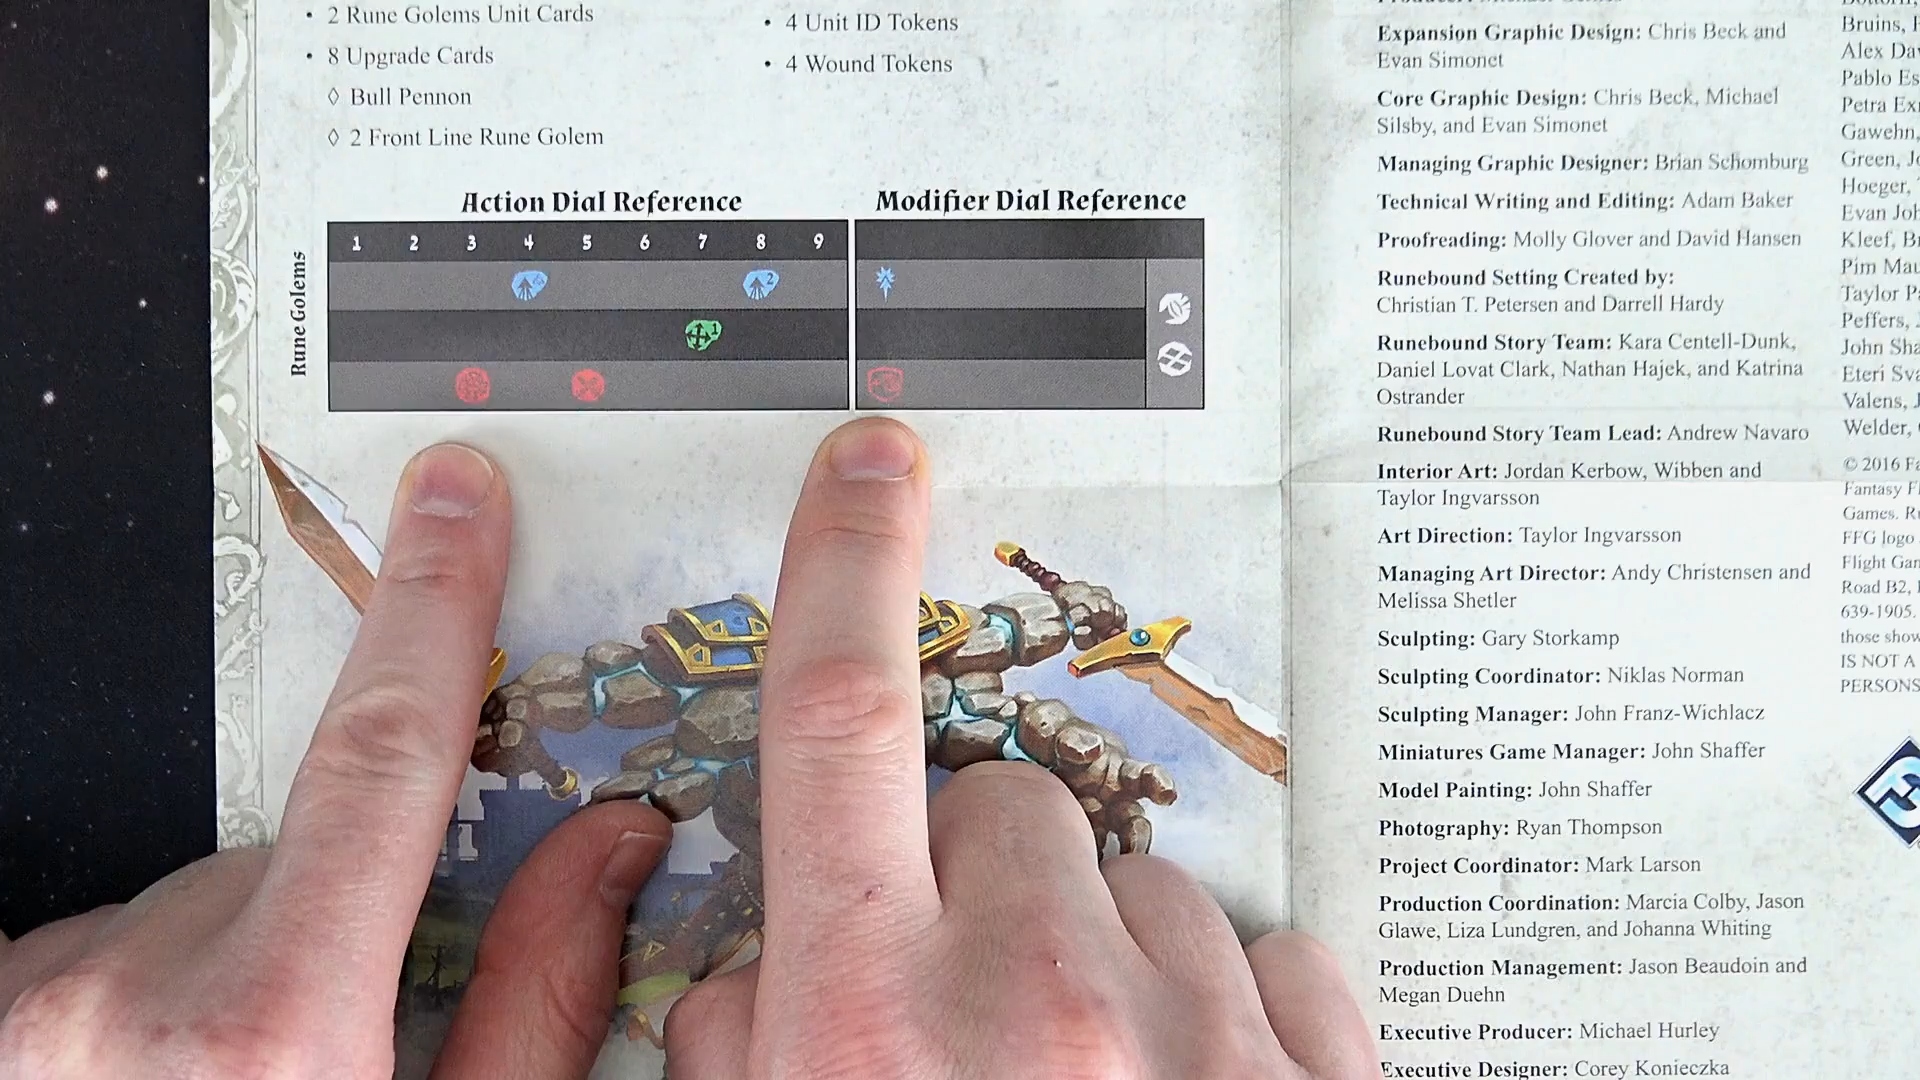 • 2 Rune Golems Unit Cards
• 8 Upgrade Cards
◊ Bull Pennon
◊ 2 Front Line Rune Golem
• 4 Unit ID Tokens
• 4 Wound Tokens
Action Dial Reference
Modifier Dial Reference
1 2 3 4 5 6 7 8 9
Rune Golems
2
1
Expansion Graphic Design: Chris Beck and
Evan Simonet
Core Graphic Design: Chris Beck, Michael
Silsby, and Evan Simonet
Managing Graphic Designer: Brian Schomburg
Technical Writing and Editing: Adam Baker
Proofreading: Molly Glover and David Hansen
Runebound Setting Created by:
Christian T. Petersen and Darrell Hardy
Runebound Story Team: Kara Centell-Dunk,
Daniel Lovat Clark, Nathan Hajek, and Katrina
Ostrander
Runebound Story Team Lead: Andrew Navaro
Interior Art: Jordan Kerbow, Wibben and
Taylor Ingvarsson
Art Direction: Taylor Ingvarsson
Managing Art Director: Andy Christensen and
Melissa Shetler
Sculpting: Gary Storkamp
Sculpting Coordinator: Niklas Norman
Sculpting Manager: John Franz-Wichlacz
Miniatures Game Manager: John Shaffer
Model Painting: John Shaffer
Photography: Ryan Thompson
Project Coordinator: Mark Larson
Production Coordination: Marcia Colby, Jason
Glawe, Liza Lundgren, and Johanna Whiting
Production Management: Jason Beaudoin and
Megan Duehn
Executive Producer: Michael Hurley
Executive Designer: Corey Konieczka
Bruins,
Alex
Pablo
Petra
Gawehn,
Green,
Hoeger,
Evan
Kleef,
Pim
Taylor
Peffers,
John
Eteri
Valens,
Welder,
© 2016
Fantasy
Games.
FFG logo
Flight
Road B2,
639-1905.
those
IS NOT A
PERSONS